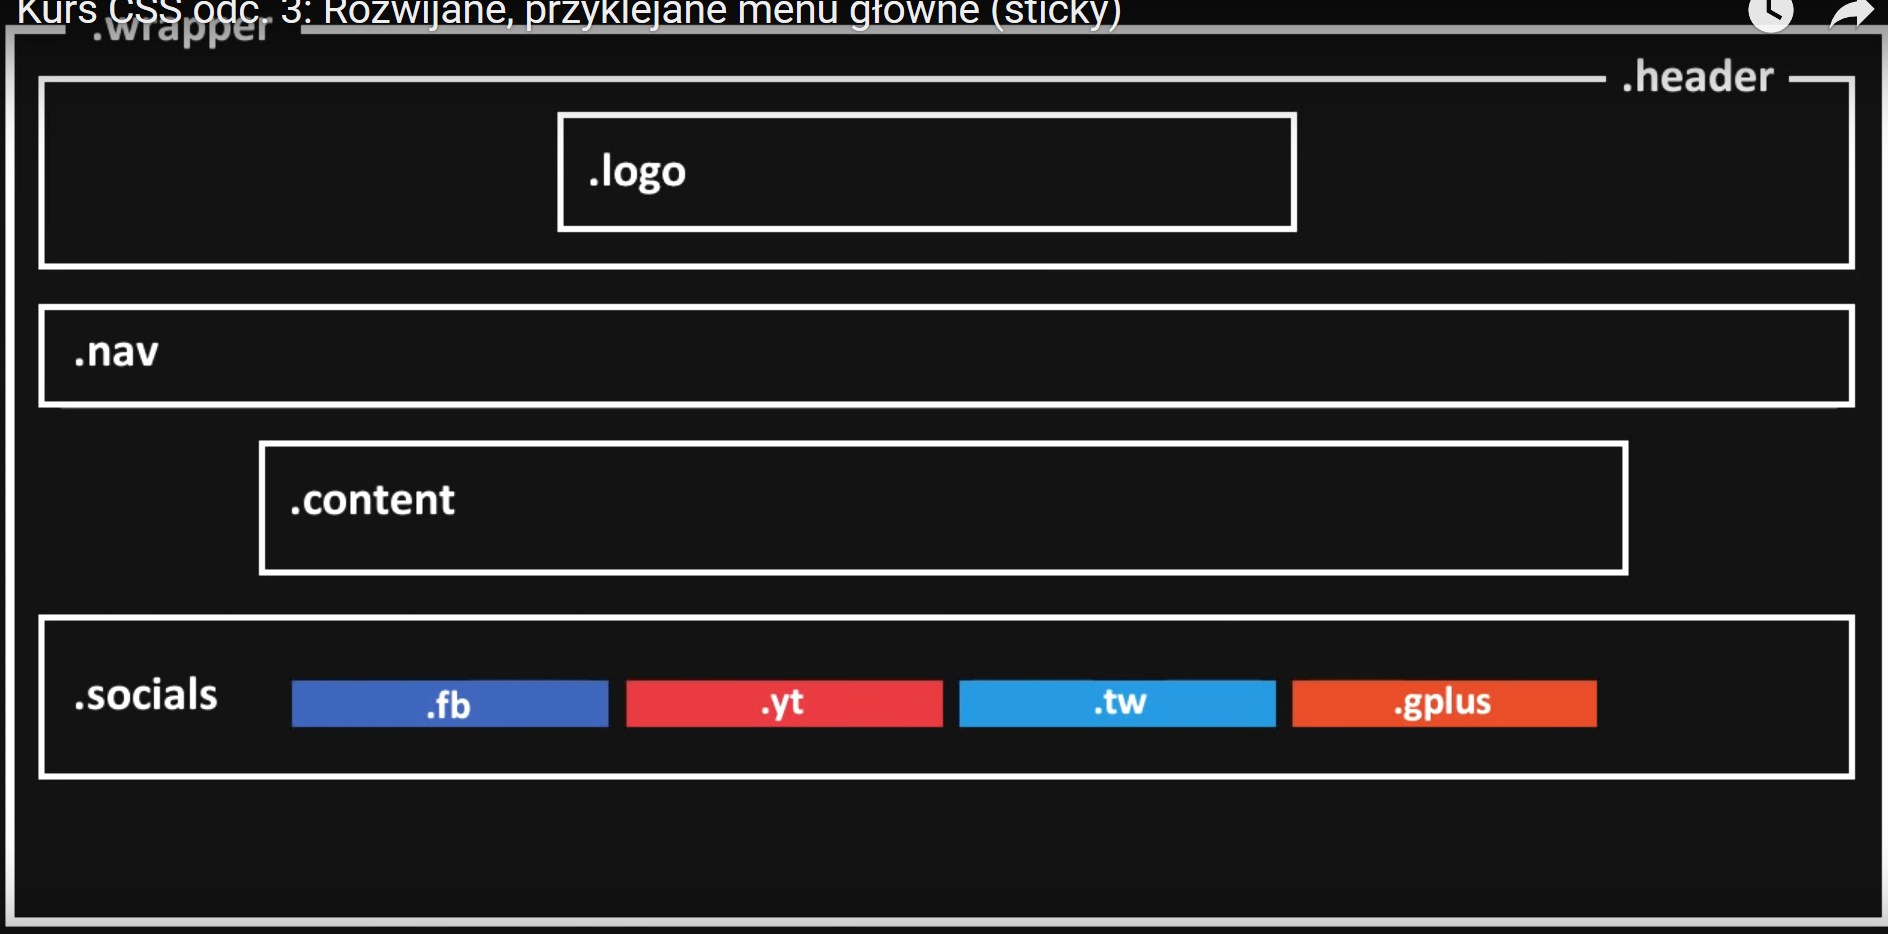 Kurs CSS odc. 3: Rozwijane, przyklejane menu główne (sticky)
.wrapper
.header
.logo
.nav
.content
.socials
.fb
.yt
.tw
.gplus